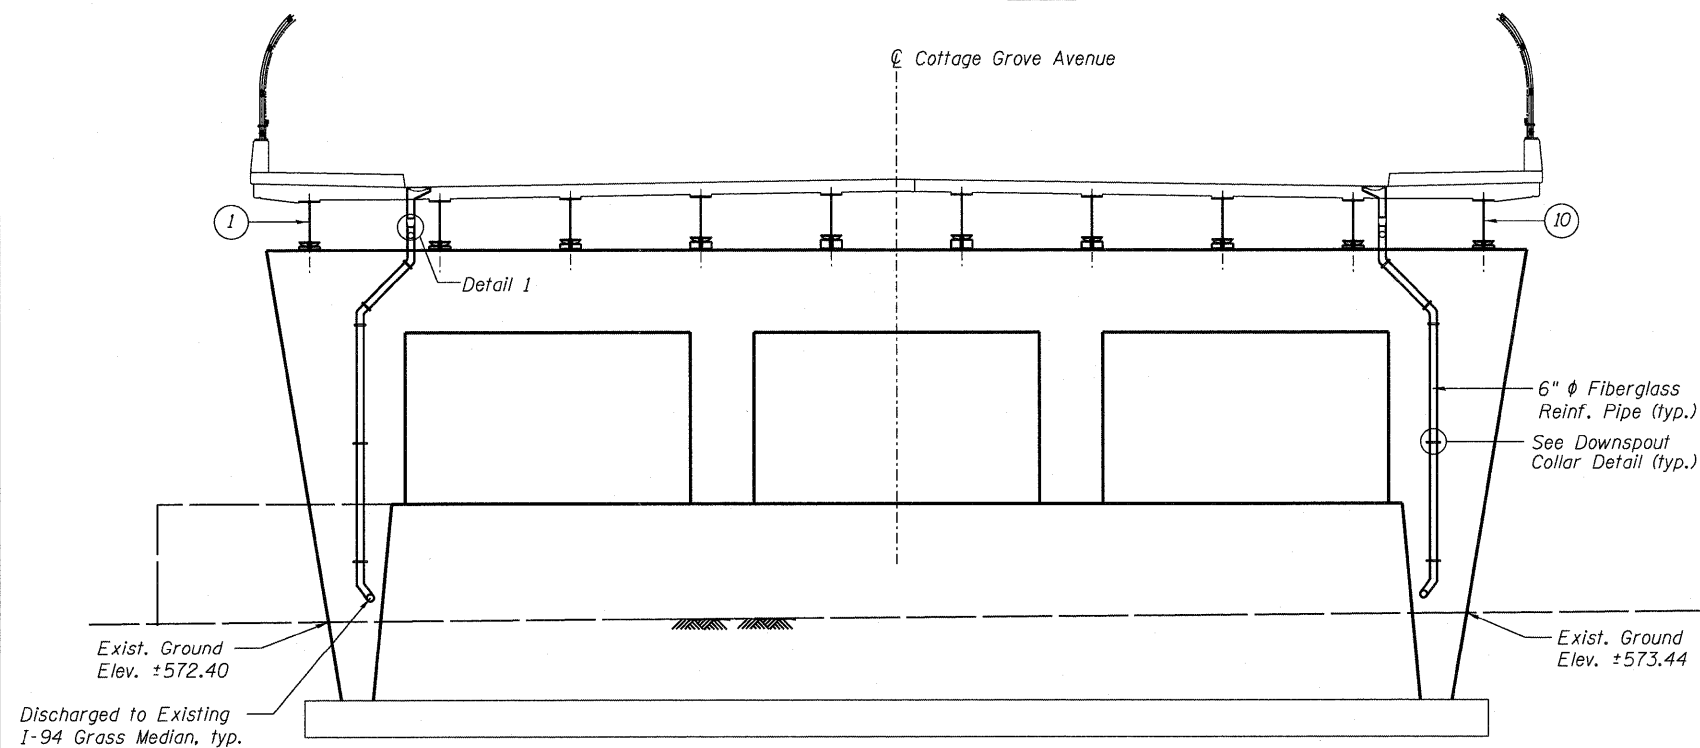 ℄ Cottage Grove Avenue
1
10
Detail 1
6" ϕ Fiberglass
Reinf. Pipe (typ.)
See Downspout
Collar Detail (typ.)
Exist. Ground
Elev. ±572.40
Exist. Ground
Elev. ±573.44
Discharged to Existing
I-94 Grass Median, typ.